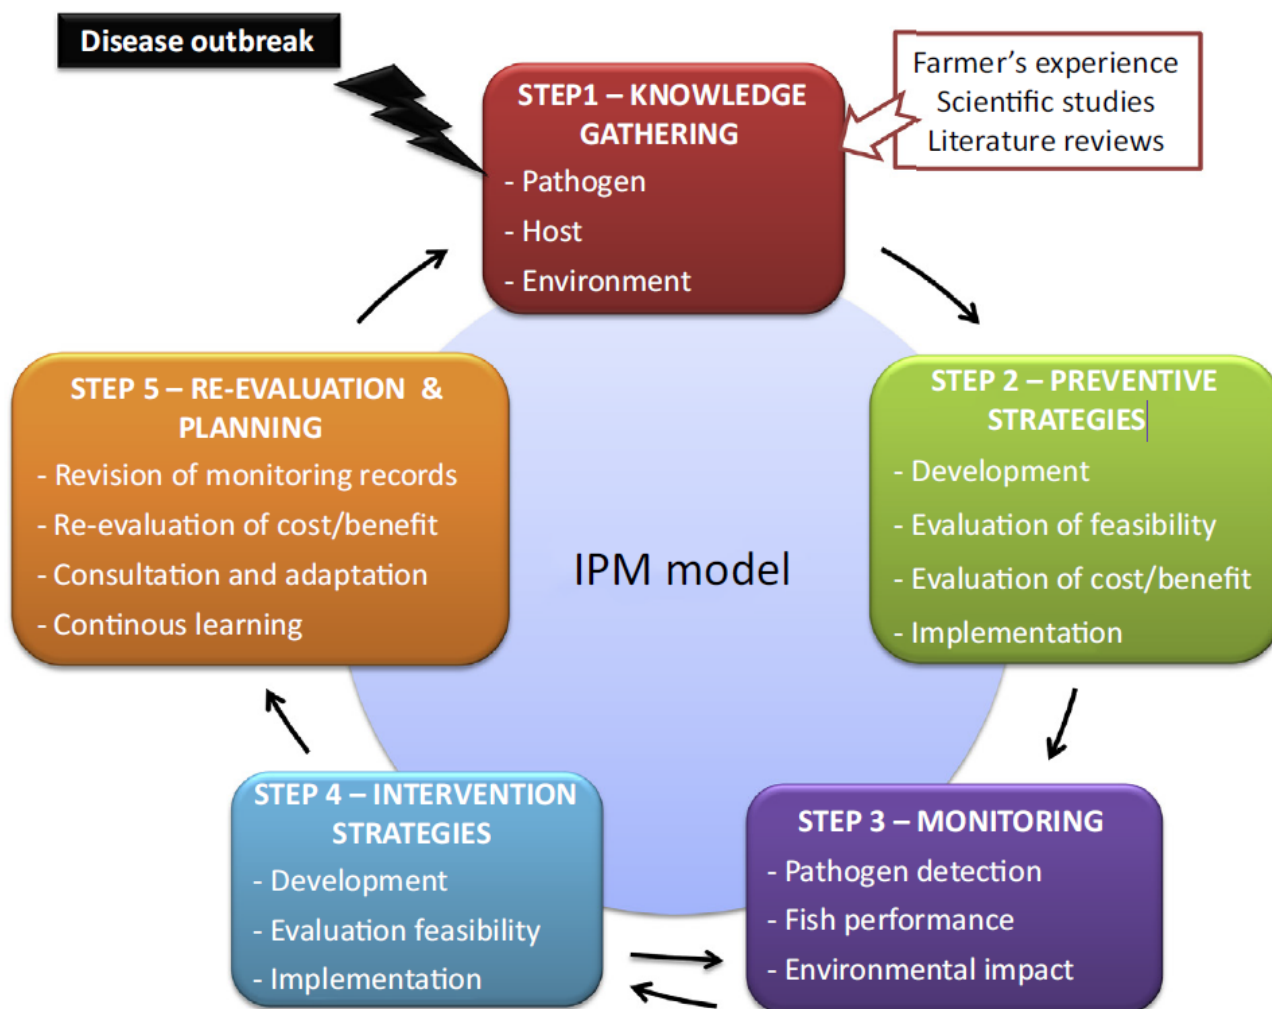 Disease outbreak
Farmer’s experience
Scientific studies
Literature reviews
STEP1 – KNOWLEDGE
GATHERING
- Pathogen
- Host
- Environment
STEP 2 – PREVENTIVE
STRATEGIES
- Development
- Evaluation of feasibility
- Evaluation of cost/benefit
- Implementation
STEP 3 – MONITORING
- Pathogen detection
- Fish performance
- Environmental impact
STEP 4 – INTERVENTION
STRATEGIES
- Development
- Evaluation feasibility
- Implementation
STEP 5 – RE-EVALUATION &
PLANNING
- Revision of monitoring records
- Re-evaluation of cost/benefit
- Consultation and adaptation
- Continous learning
IPM model